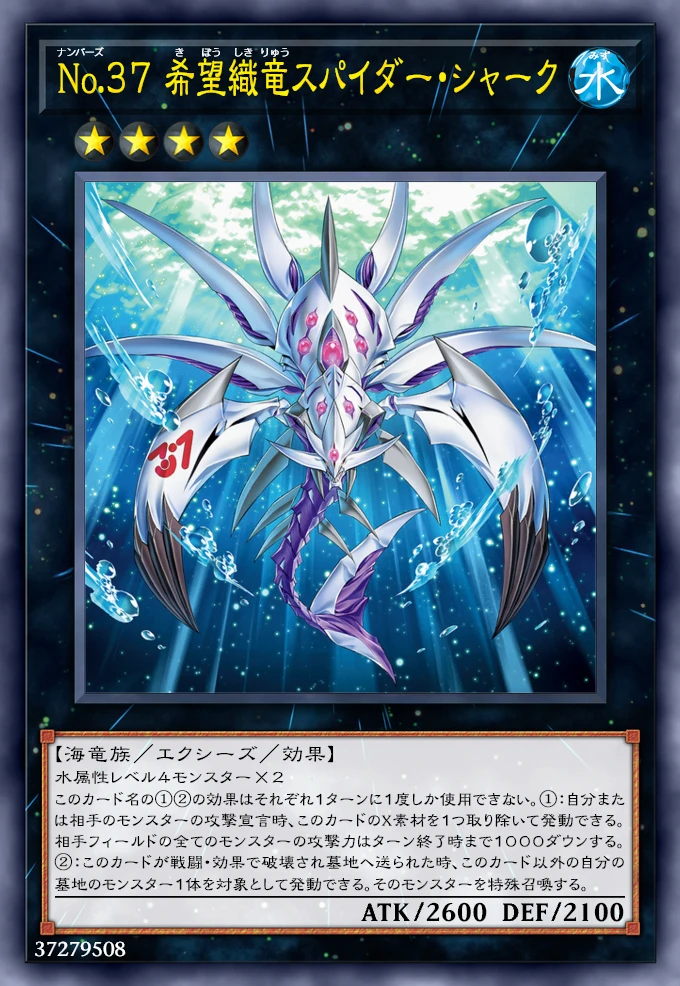 ナンバーズ き ぼう しき りゅう
No.37 希望織竜スパイダー・シャーク
みず
水
37
【海竜族／エクシーズ／効果】
水属性レベル４モンスター×２
このカード名の①②の効果はそれぞれ１ターンに１度しか使用できない。①：自分また
は相手のモンスターの攻撃宣言時、このカードのX素材を１つ取り除いて発動できる。
相手フィールドの全てのモンスターの攻撃力はターン終了時まで１０００ダウンする。
②：このカードが戦闘・効果で破壊され墓地へ送られた時、このカード以外の自分の
墓地のモンスター１体を対象として発動できる。そのモンスターを特殊召喚する。
ATK/2600 DEF/2100
37279508